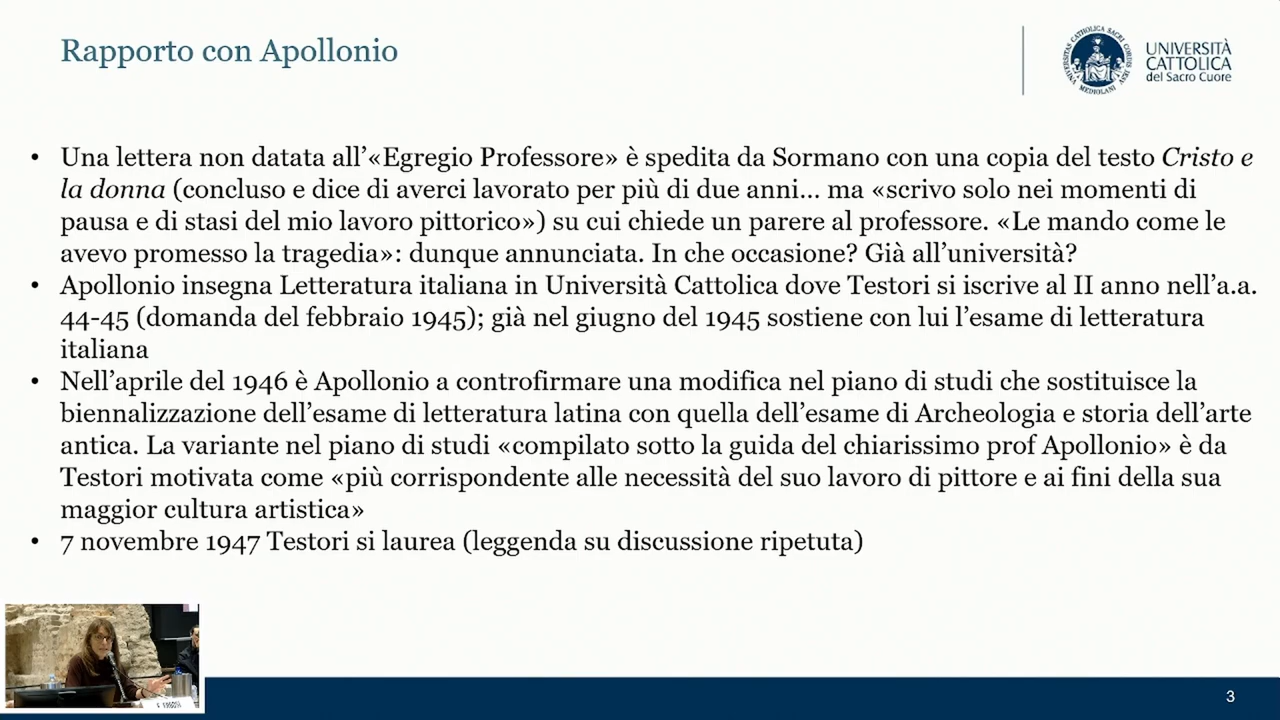 Rapporto con Apollonio
UNIVERSITÀ
CATTOLICA
del Sacro Cuore
• Una lettera non datata all’«Egregio Professore» è spedita da Sormano con una copia del testo Cristo e
la donna (concluso e dice di averci lavorato per più di due anni… ma «scrivo solo nei momenti di
pausa e di stasi del mio lavoro pittorico») su cui chiede un parere al professore. «Le mando come le
avevo promesso la tragedia»: dunque annunciata. In che occasione? Già all’università?
• Apollonio insegna Letteratura italiana in Università Cattolica dove Testori si iscrive al II anno nell’a.a.
44-45 (domanda del febbraio 1945); già nel giugno del 1945 sostiene con lui l’esame di letteratura
italiana
• Nell’aprile del 1946 è Apollonio a controfirmare una modifica nel piano di studi che sostituisce la
biennalizzazione dell’esame di letteratura latina con quella dell’esame di Archeologia e storia dell’arte
antica. La variante nel piano di studi «compilato sotto la guida del chiarissimo prof Apollonio» è da
Testori motivata come «più corrispondente alle necessità del suo lavoro di pittore e ai fini della sua
maggior cultura artistica»
• 7 novembre 1947 Testori si laurea (leggenda su discussione ripetuta)
3